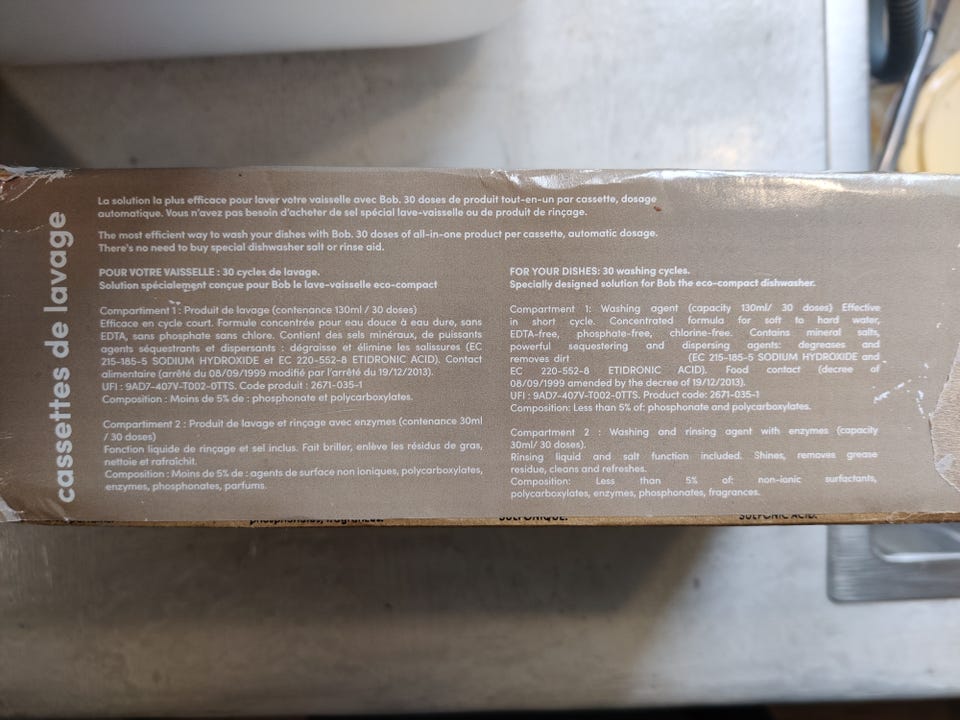 cassettes de lavage
La solution la plus efficace pour laver votre vaisselle avec Bob. 30 doses de produit tout-en-un par cassette, dosage
automatique. Vous n'avez pas besoin d'acheter de sel spécial lave-vaisselle ou de produit de rinçage.
The most efficient way to wash your dishes with Bob. 30 doses of all-in-one product per cassette, automatic dosage.
There's no need to buy special dishwasher salt or rinse aid.
POUR VOTRE VAISSELLE : 30 cycles de lavage.
Solution spécialement conçue pour Bob le lave-vaisselle eco-compact
Compartiment 1 : Produit de lavage (contenance 130ml / 30 doses)
Efficace en cycle court. Formule concentrée pour eau douce à eau dure, sans
EDTA, sans phosphate sans chlore. Contient des sels minéraux, de puissants
agents séquestrants et dispersants : dégraisse et élimine les salissures (EC
215-185-5 SODIUM HYDROXIDE et EC 220-552-8 ETIDRONIC ACID). Contact
alimentaire (arrêté du 08/09/1999 modifié par l'arrêté du 19/12/2013).
UFI : 9AD7-407V-T002-0TTS. Code produit : 2671-035-1
Composition : Moins de 5% de : phosphonate et polycarboxylates.
Compartiment 2 : Produit de lavage et rinçage avec enzymes (contenance 30ml
/ 30 doses)
Fonction liquide de rinçage et sel inclus. Fait briller, enlève les résidus de gras,
nettoie et rafraîchit.
Composition : Moins de 5% de : agents de surface non ioniques, polycarboxylates,
enzymes, phosphonates, parfums.
FOR YOUR DISHES: 30 washing cycles.
Specially designed solution for Bob the eco-compact dishwasher.
Compartment 1: Washing agent (capacity 130ml/ 30 doses) Effective
in short cycle. Concentrated formula for soft to hard water,
EDTA-free, phosphate-free, chlorine-free. Contains mineral salts,
powerful sequestering and dispersing agents: degreases and
removes dirt (EC 215-185-5 SODIUM HYDROXIDE and
EC 220-552-8 ETIDRONIC ACID). Food contact (decree of
08/09/1999 amended by the decree of 19/12/2013).
UFI : 9AD7-407V-T002-0TTS. Product code: 2671-035-1
Composition: Less than 5% of: phosphonate and polycarboxylates.
Compartment 2 : Washing and rinsing agent with enzymes (capacity
30ml/ 30 doses).
Rinsing liquid and salt function included. Shines, removes grease
residue, cleans and refreshes.
Composition: Less than 5% of: non-ionic surfactants,
polycarboxylates, enzymes, phosphonates, fragrances.
phosphonates, fragrances.
SULFONIQUE.
SULFONIC ACID.